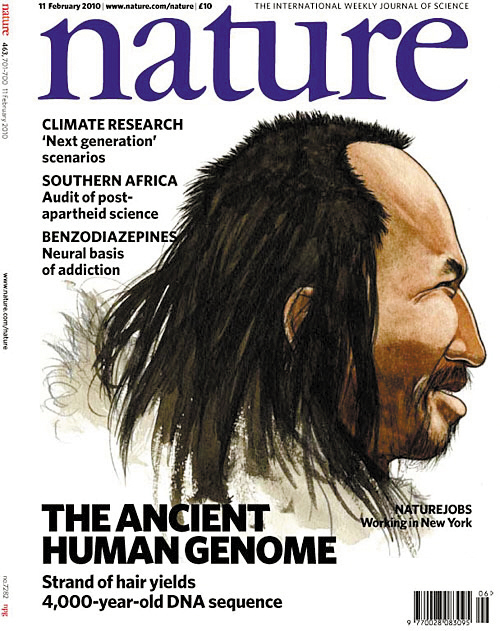 11 February 2010 | www.nature.com/nature | £10
THE INTERNATIONAL WEEKLY JOURNAL OF SCIENCE
nature
CLIMATE RESEARCH
‘Next generation’
scenarios
SOUTHERN AFRICA
Audit of post-
apartheid science
BENZODIAZEPINES
Neural basis
of addiction
NATUREJOBS
Working in New York
THE ANCIENT
HUMAN GENOME
Strand of hair yields
4,000-year-old DNA sequence
06
9 770028 083095
nature 463, 701–700 11 February 2010
www.nature.com/nature
no.7282 npg